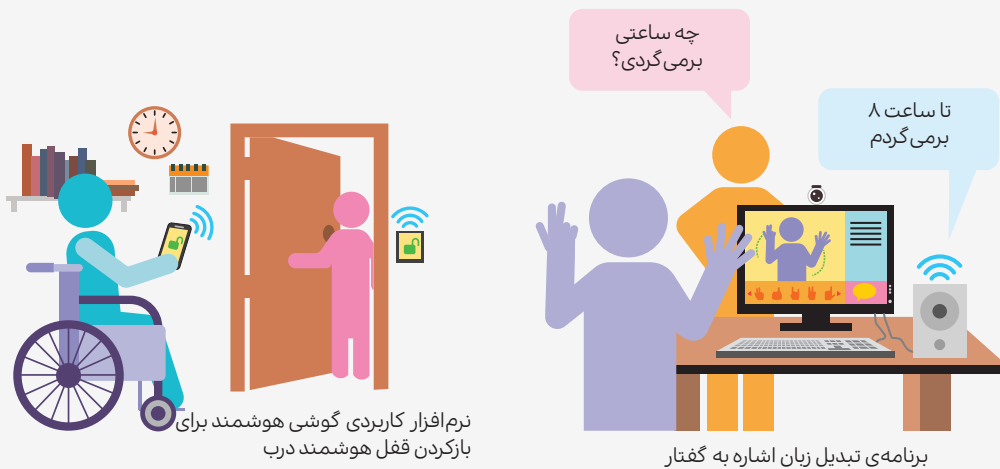 چه ساعتی
برمی‌گردی؟
تا ساعت ۸
برمی‌گردم
برنامه‌ی تبدیل زبان اشاره به گفتار
نرم‌افزار کاربردی گوشی هوشمند برای
بازکردن قفل هوشمند درب